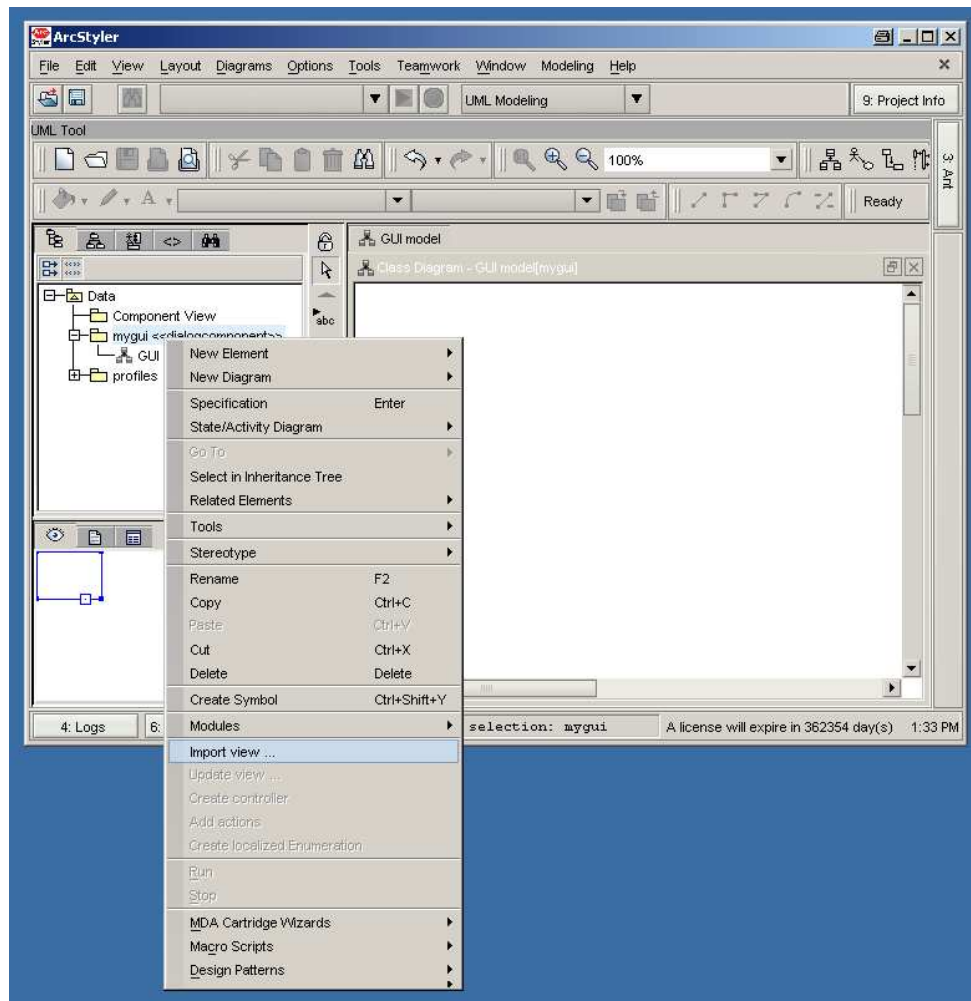 ArcStyler
File Edit View Layout Diagrams Options Tools Teamwork Window Modeling Help
UML Modeling
9: Project Info
UML Tool
100%
3: Ant
A
Ready
GUI model
Class Diagram - GUI model[mygui]
Data
Component View
abc
mygui <<dialogcomponent>>
GUI
profiles
New Element
New Diagram
Specification Enter
State/Activity Diagram
Go To
Select in Inheritance Tree
Related Elements
Tools
Stereotype
Rename F2
Copy Ctrl+C
Paste Ctrl+V
Cut Ctrl+X
Delete Delete
Create Symbol Ctrl+Shift+Y
4: Logs 6: Modules selection: mygui A license will expire in 362354 day(s) 1:33 PM
Import view ...
Update view ...
Create controller
Add actions
Create localized Enumeration
Run
Stop
MDA Cartridge Wizards
Macro Scripts
Design Patterns